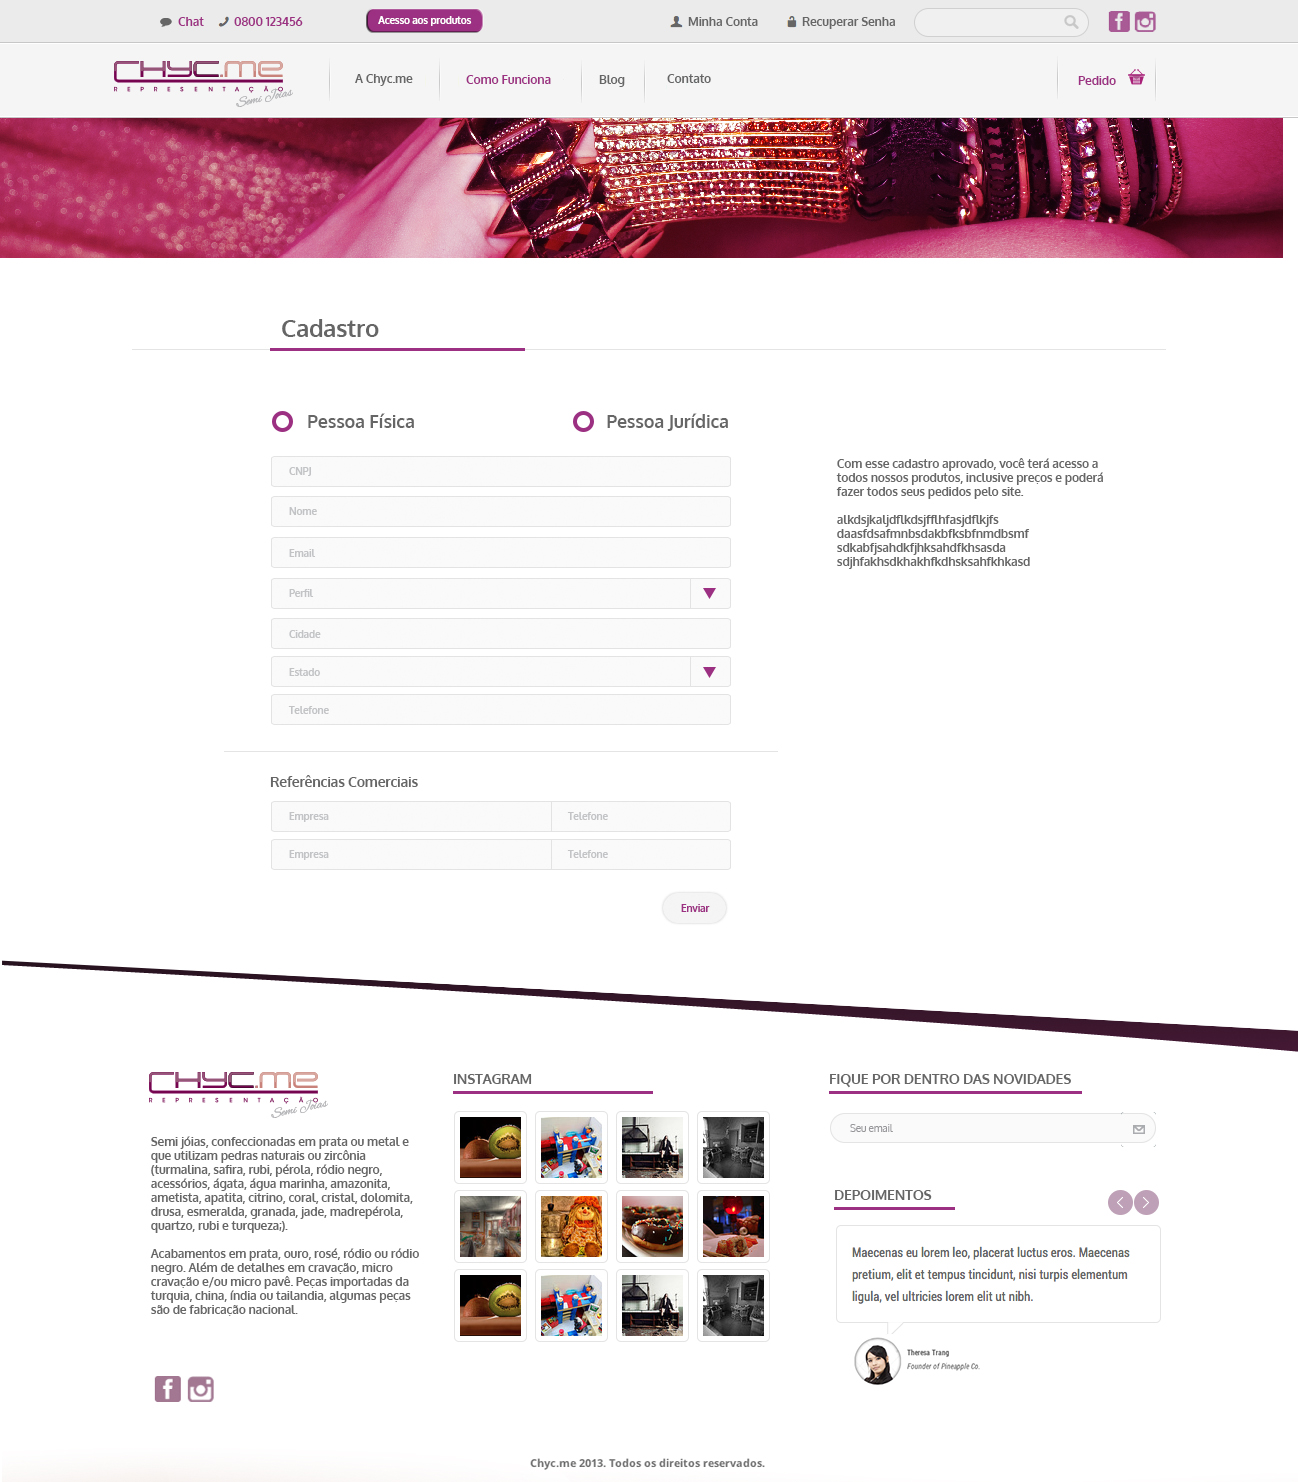 Chat 0800 123456 Acesso aos produtos Minha Conta Recuperar Senha
CHYC.ME
REPRESENTAÇÃO
Semi Joias
A Chyc.me Como Funciona Blog Contato Pedido
Cadastro
Pessoa Física Pessoa Jurídica
CNPJ
Nome
Email
Perfil
Cidade
Estado
Telefone
Com esse cadastro aprovado, você terá acesso a
todos nossos produtos, inclusive preços e poderá
fazer todos seus pedidos pelo site.
alkdsjkaljdflkdsjfflhfasjdflkjfs
daasfdsafmnbsdakbfksbfnmdbsmf
sdkabfjsahdkfjhksahdfkhsasda
sdjhfakhsdkhakhfkdhsksahfkhkasd
Referências Comerciais
Empresa Telefone
Empresa Telefone
Enviar
CHYC.ME
REPRESENTAÇÃO
Semi Joias
Semi jóias, confeccionadas em prata ou metal e
que utilizam pedras naturais ou zircônia
(turmalina, safira, rubi, pérola, ródio negro,
acessórios, ágata, água marinha, amazonita,
ametista, apatita, citrino, coral, cristal, dolomita,
drusa, esmeralda, granada, jade, madrepérola,
quartzo, rubi e turqueza;).
Acabamentos em prata, ouro, rosé, ródio ou ródio
negro. Além de detalhes em cravação, micro
cravação e/ou micro pavê. Peças importadas da
turquia, china, índia ou tailandia, algumas peças
são de fabricação nacional.
INSTAGRAM
FIQUE POR DENTRO DAS NOVIDADES
Seu email
DEPOIMENTOS
Maecenas eu lorem leo, placerat luctus eros. Maecenas
pretium, elit et tempus tincidunt, nisi turpis elementum
ligula, vel ultricies lorem elit ut nibh.
Theresa Trang
Founder of Pineapple Co.
Chyc.me 2013. Todos os direitos reservados.